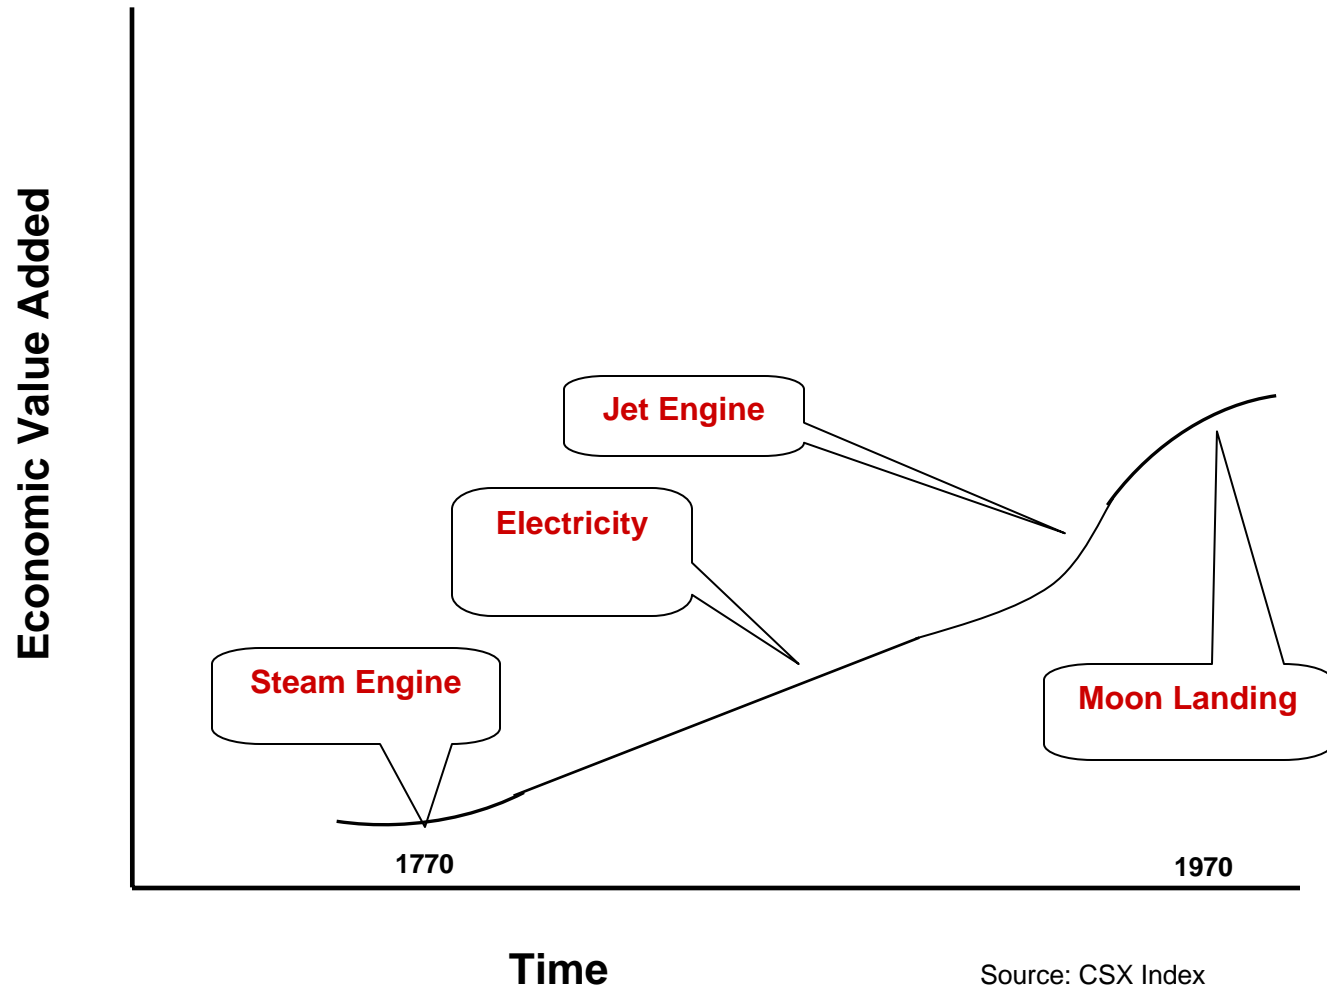 Economic Value Added
Jet Engine
Electricity
Steam Engine
Moon Landing
1770
1970
Time
Source: CSX Index